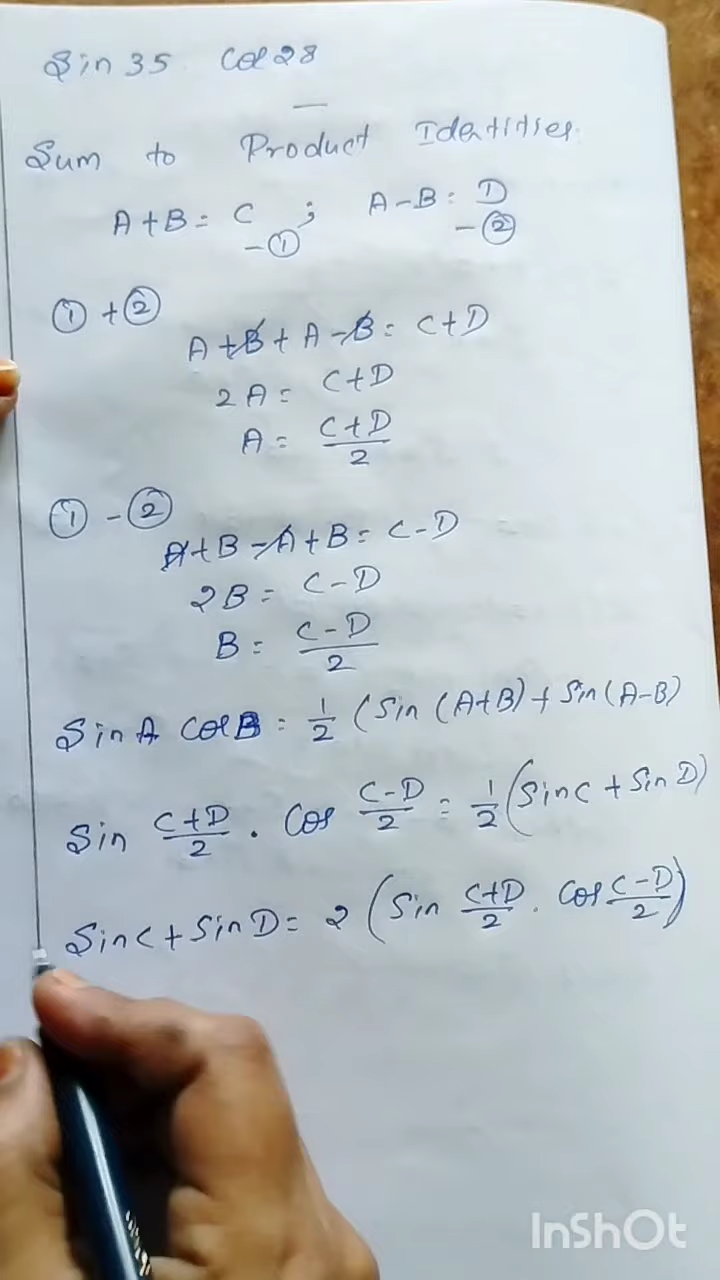 Sin 35 Cos 28
Sum to Product Identities
A+B = C -① ; A-B = D -②
① + ②
A+B+A-B = C+D
2A = C+D
A = C+D/2
① - ②
A+B-A+B = C-D
2B = C-D
B = C-D/2
Sin A Cos B = 1/2 (Sin (A+B) + Sin (A-B)
Sin C+D/2 . Cos C-D/2 = 1/2 (Sin C + Sin D)
Sin C + Sin D = 2 (Sin C+D/2 . Cos C-D/2)
InShOt